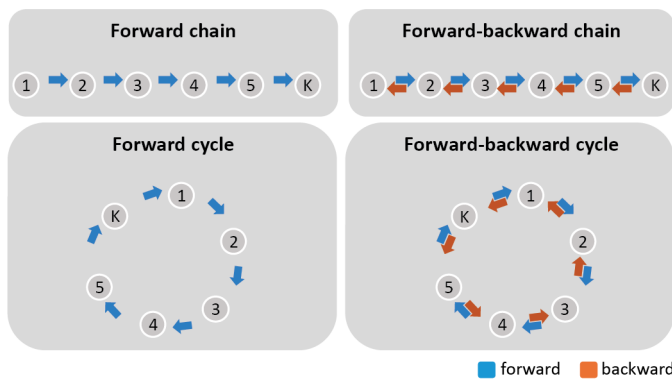 Forward chain
1 2 3 4 5 K
Forward-backward chain
1 2 3 4 5 K
Forward cycle
1
2
3
4
5
K
Forward-backward cycle
1
2
3
4
5
K
forward backward